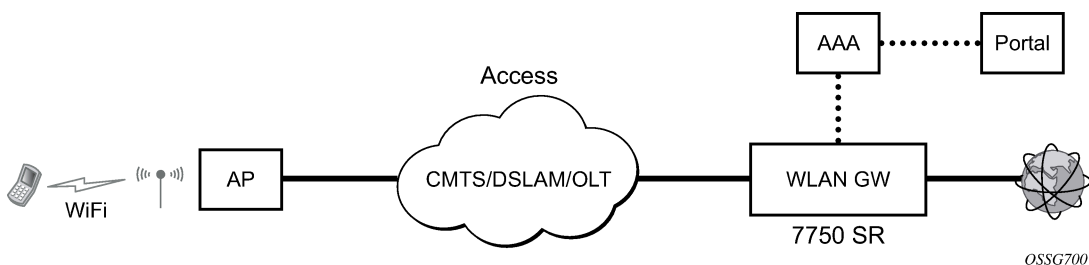 AAA
Portal
Access
WiFi
AP
CMTS/DSLAM/OLT
WLAN GW
7750 SR
OSSG700